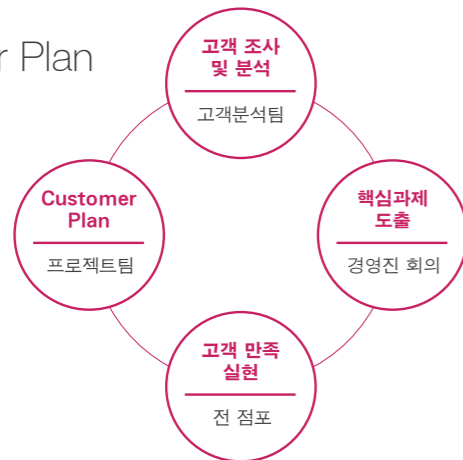 r Plan
고객 조사
및 분석
고객분석팀
Customer
Plan
프로젝트팀
핵심과제
도출
경영진 회의
고객 만족
실현
전 점포